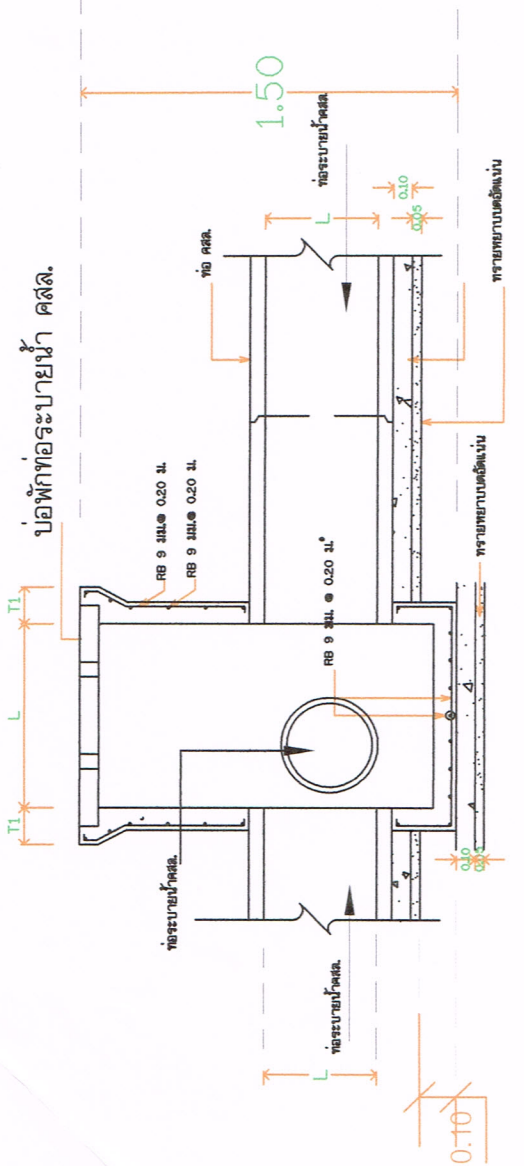 บ่อพักท่อระบายน้ำ คสล.
T1
L
T1
1.50
RB 9 มม.@ 0.20 ม.
RB 9 มม.@ 0.20 ม.
ท่อ คสล.
ท่อระบายน้ำคสล.
L
0.10
0.05
RB 9 มม. @ 0.20 ม.
ทรายหยาบบดอัดแน่น
ทรายหยาบบดอัดแน่น
ท่อระบายน้ำคสล.
ท่อระบายน้ำคสล.
L
0.10
0.05
0.10